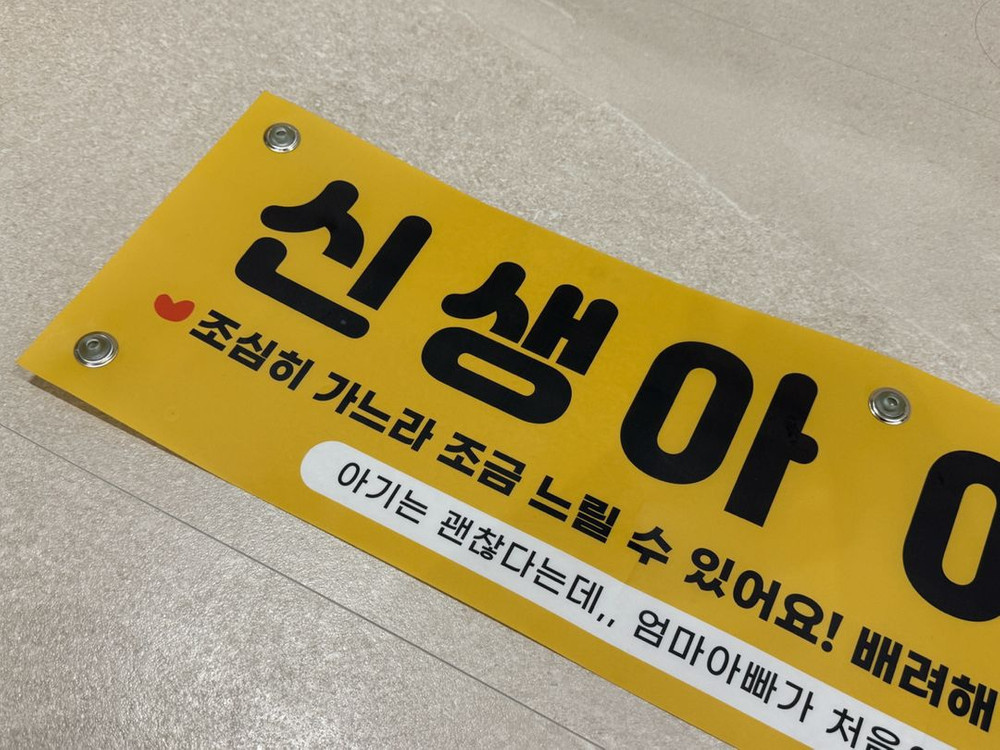 신생아
조심히 가느라 조금 느릴 수 있어요! 배려해
아기는 괜찮다는데,, 엄마아빠가 처음